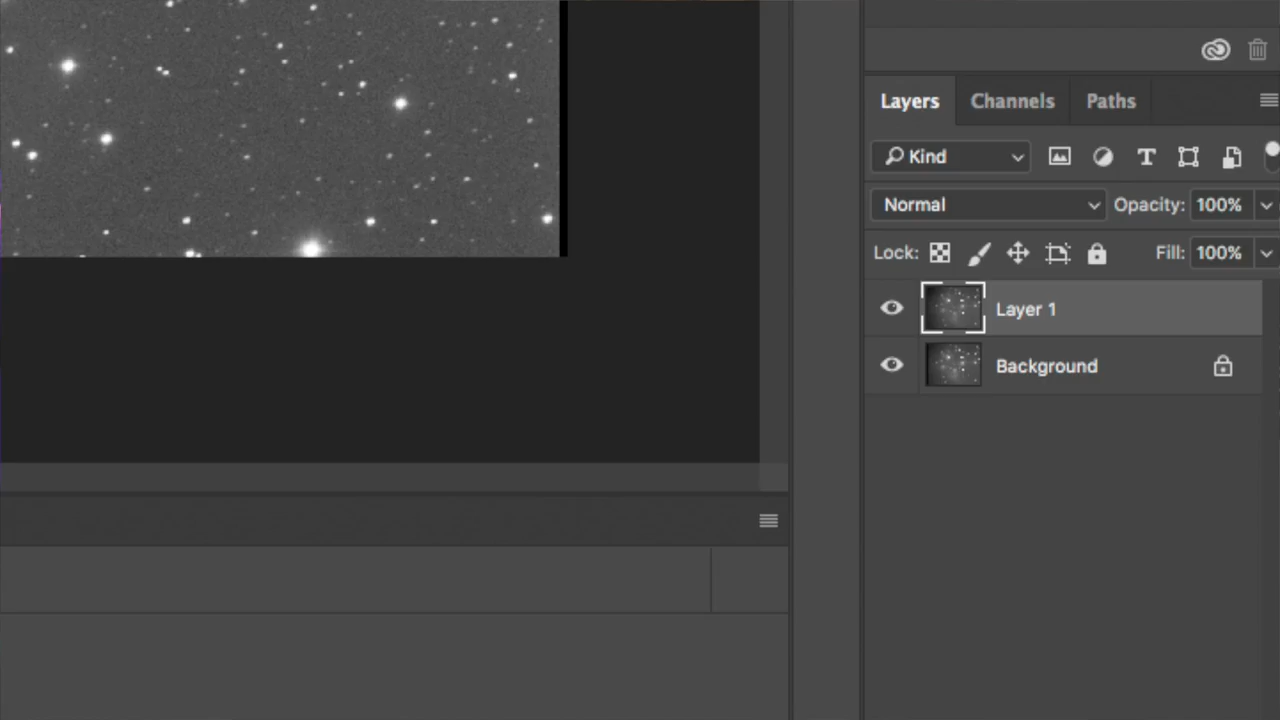 Layers Channels Paths
Kind
Normal Opacity: 100%
Lock: Fill: 100%
Layer 1
Background